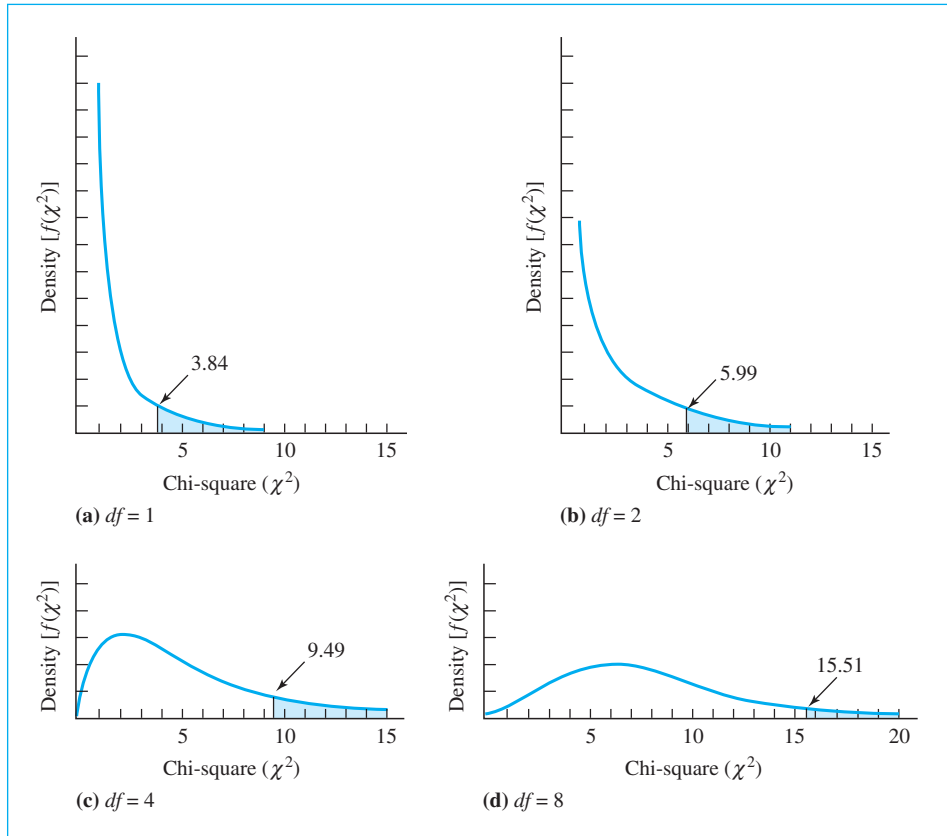 Density [f(χ²)]
3.84
5 10 15
Chi-square (χ²)
(a) df = 1
Density [f(χ²)]
5.99
5 10 15
Chi-square (χ²)
(b) df = 2
Density [f(χ²)]
9.49
5 10 15
Chi-square (χ²)
(c) df = 4
Density [f(χ²)]
15.51
5 10 15 20
Chi-square (χ²)
(d) df = 8